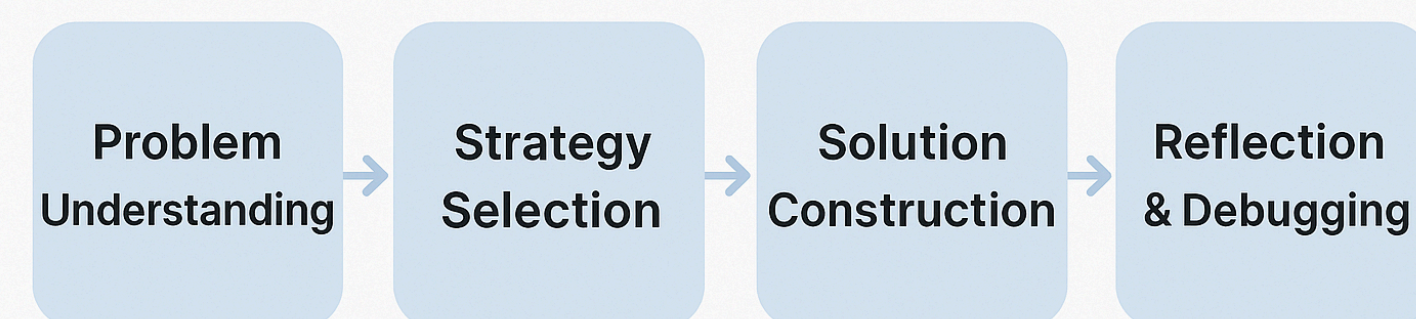 Problem
Understanding
Strategy
Selection
Solution
Construction
Reflection
& Debugging